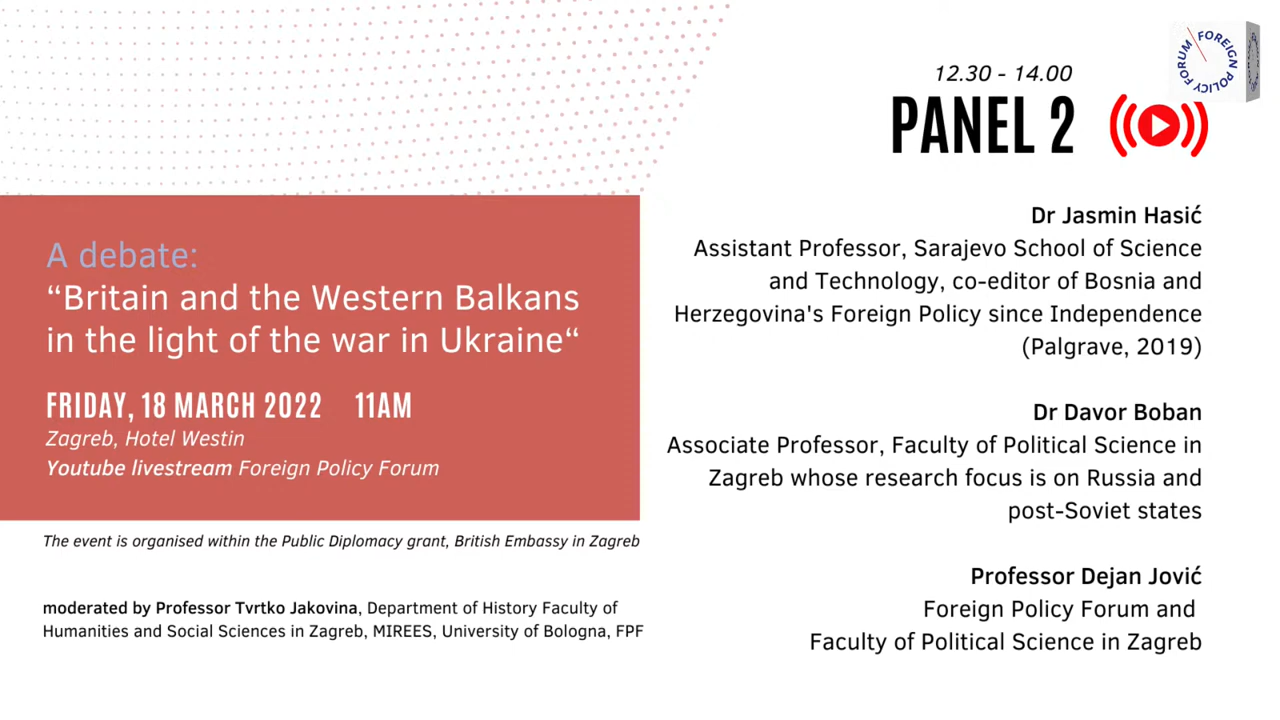 FOREIGN POLICY FORUM
12.30 - 14.00
PANEL 2
A debate:
“Britain and the Western Balkans
in the light of the war in Ukraine“
FRIDAY, 18 MARCH 2022 11AM
Zagreb, Hotel Westin
Youtube livestream Foreign Policy Forum
The event is organised within the Public Diplomacy grant, British Embassy in Zagreb
moderated by Professor Tvrtko Jakovina, Department of History Faculty of
Humanities and Social Sciences in Zagreb, MIREES, University of Bologna, FPF
Dr Jasmin Hasić
Assistant Professor, Sarajevo School of Science
and Technology, co-editor of Bosnia and
Herzegovina's Foreign Policy since Independence
(Palgrave, 2019)
Dr Davor Boban
Associate Professor, Faculty of Political Science in
Zagreb whose research focus is on Russia and
post-Soviet states
Professor Dejan Jović
Foreign Policy Forum and
Faculty of Political Science in Zagreb